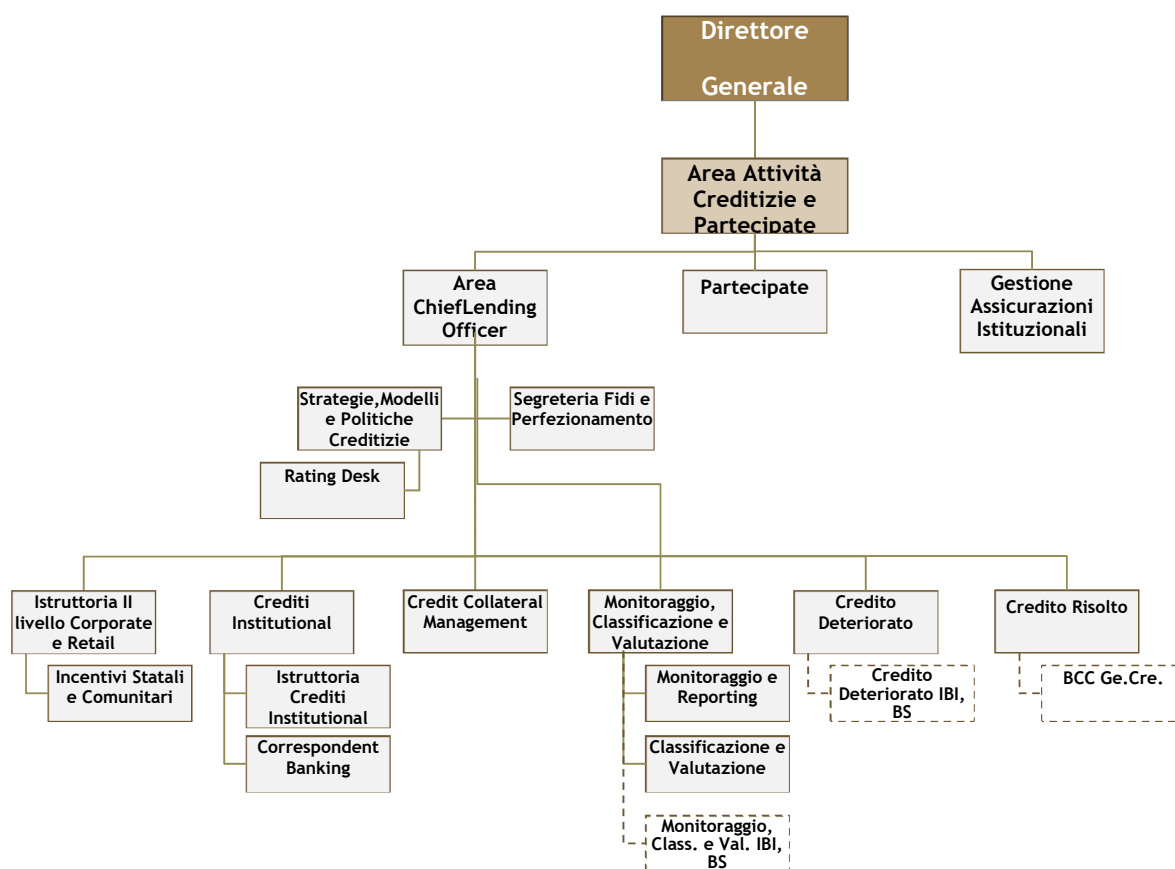 Direttore
Generale
Area Attività
Creditizie e
Partecipate
Area
ChiefLending
Officer
Partecipate
Gestione
Assicurazioni
Istituzionali
Strategie,Modelli
e Politiche
Creditizie
Segreteria Fidi e
Perfezionamento
Rating Desk
Istruttoria II
livello Corporate
e Retail
Crediti
Institutional
Credit Collateral
Management
Monitoraggio,
Classificazione e
Valutazione
Credito
Deteriorato
Credito Risolto
Incentivi Statali
e Comunitari
Istruttoria
Crediti
Institutional
Monitoraggio e
Reporting
Credito
Deteriorato IBI,
BS
BCC Ge.Cre.
Correspondent
Banking
Classificazione e
Valutazione
Monitoraggio,
Class. e Val. IBI,
BS